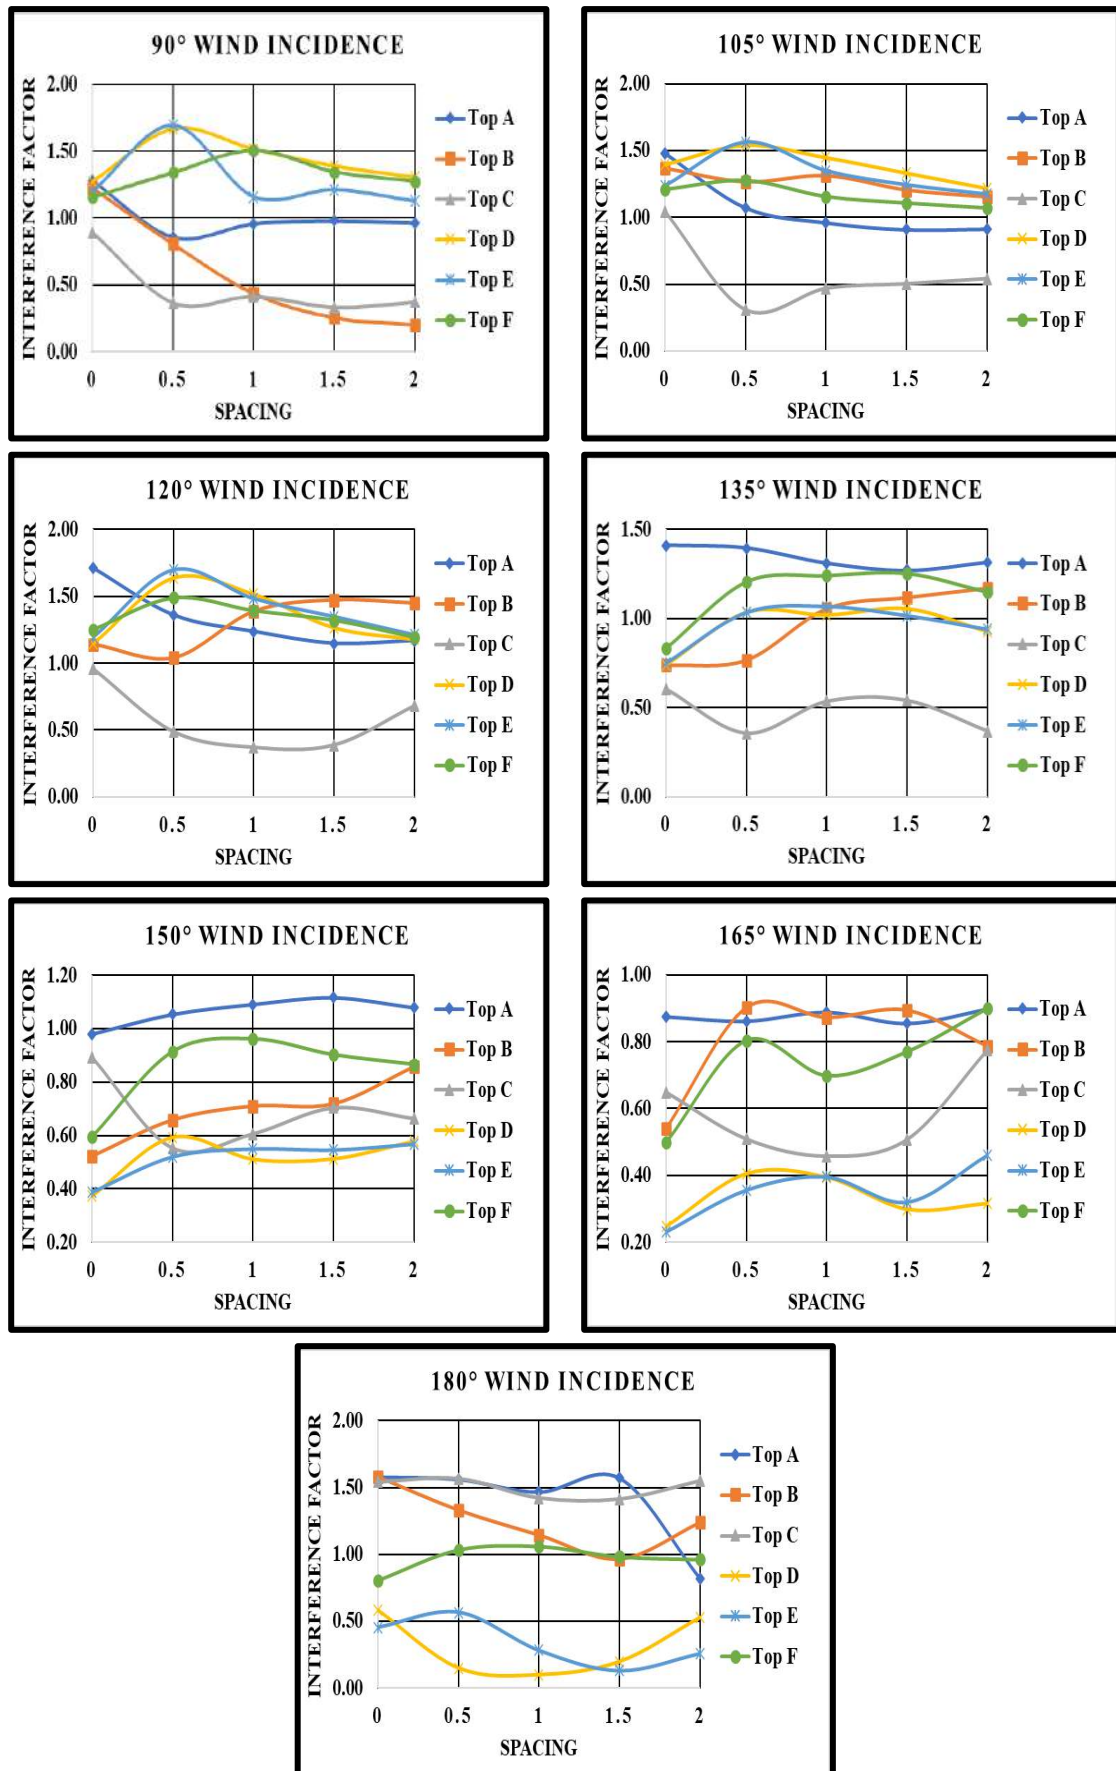 90° WIND INCIDENCE
INTERFERENCE FACTOR
2.00
1.50
1.00
0.50
0.00
0 0.5 1 1.5 2
SPACING
Top A
Top B
Top C
Top D
Top E
Top F
105° WIND INCIDENCE
INTERFERENCE FACTOR
2.00
1.50
1.00
0.50
0.00
0 0.5 1 1.5 2
SPACING
Top A
Top B
Top C
Top D
Top E
Top F
120° WIND INCIDENCE
INTERFERENCE FACTOR
2.00
1.50
1.00
0.50
0.00
0 0.5 1 1.5 2
SPACING
Top A
Top B
Top C
Top D
Top E
Top F
135° WIND INCIDENCE
INTERFERENCE FACTOR
1.50
1.00
0.50
0.00
0 0.5 1 1.5 2
SPACING
Top A
Top B
Top C
Top D
Top E
Top F
150° WIND INCIDENCE
INTERFERENCE FACTOR
1.20
1.00
0.80
0.60
0.40
0.20
0 0.5 1 1.5 2
SPACING
Top A
Top B
Top C
Top D
Top E
Top F
165° WIND INCIDENCE
INTERFERENCE FACTOR
1.00
0.80
0.60
0.40
0.20
0 0.5 1 1.5 2
SPACING
Top A
Top B
Top C
Top D
Top E
Top F
180° WIND INCIDENCE
INTERFERENCE FACTOR
2.00
1.50
1.00
0.50
0.00
0 0.5 1 1.5 2
SPACING
Top A
Top B
Top C
Top D
Top E
Top F